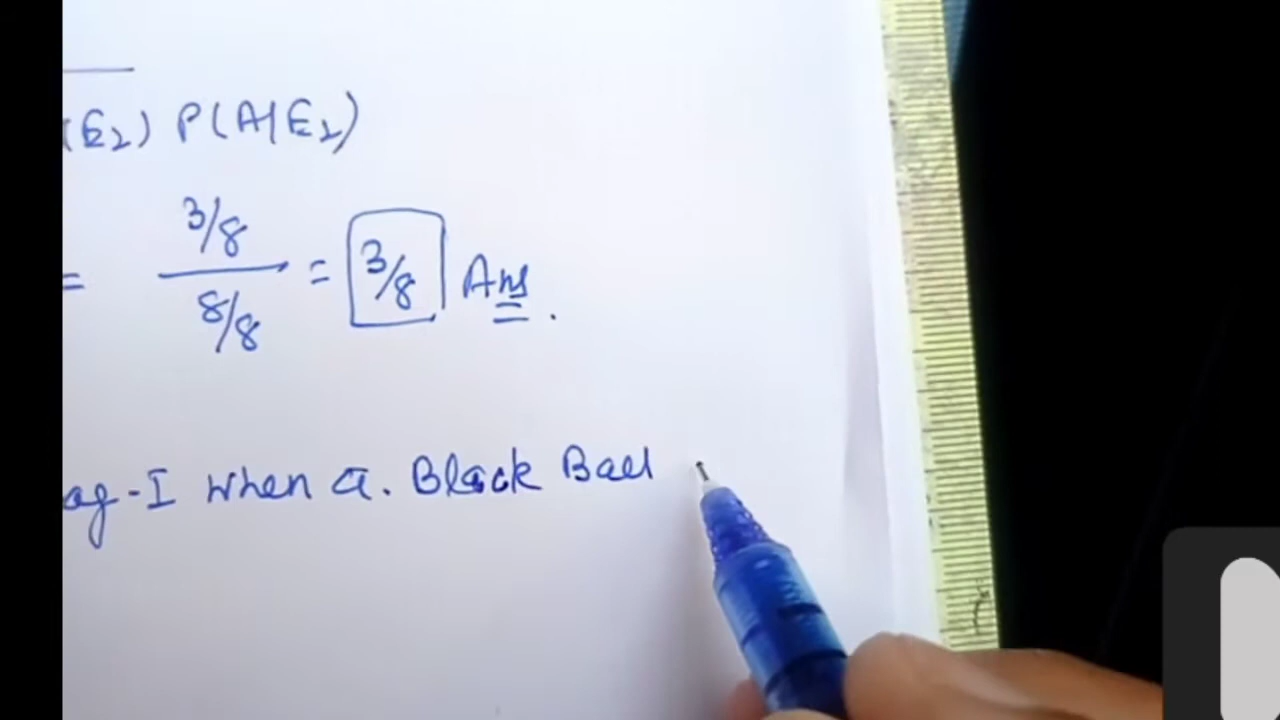 (E₂) P(A|E₂)
= 3/8 / 8/8 = 3/8 Ans.
ag-I when a. Black Ball